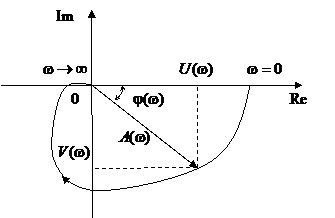 Im
ω → ∞
U(ω)
ω = 0
0
φ(ω)
Re
A(ω)
V(ω)